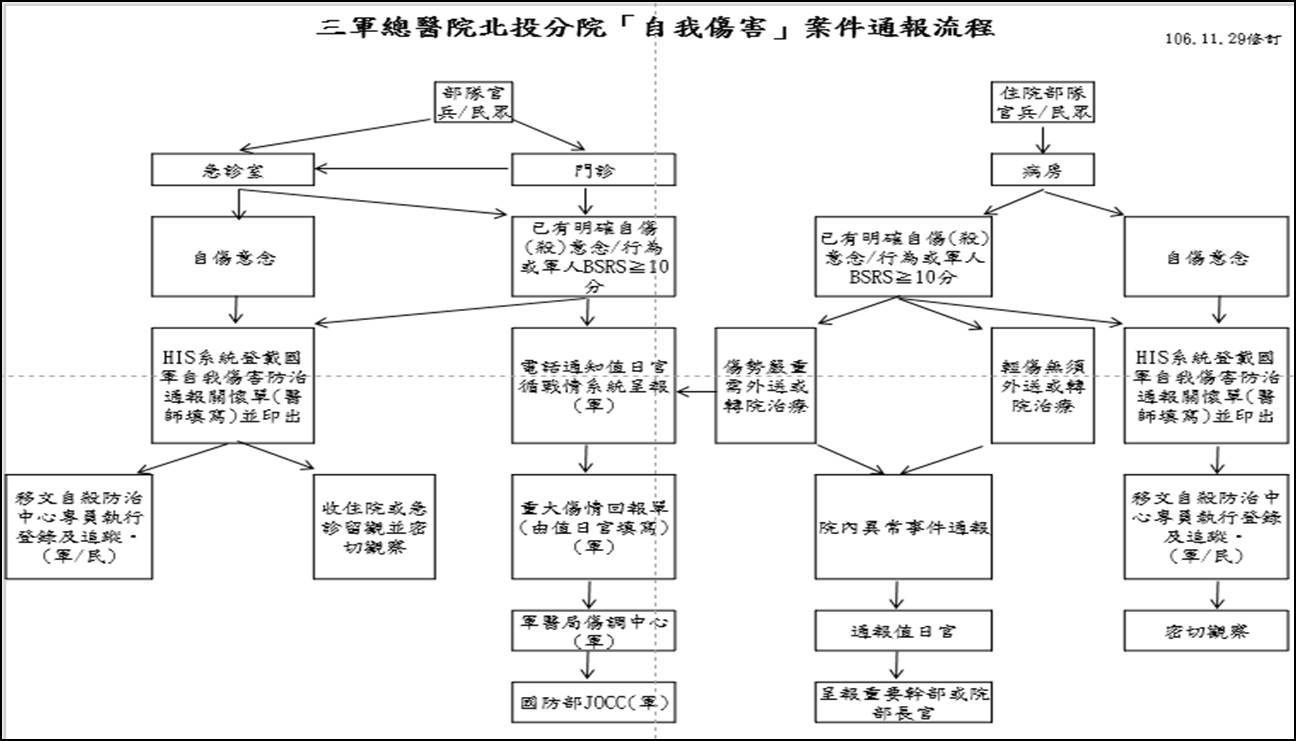 三軍總醫院北投分院「自我傷害」案件通報流程
106.11.29修訂
部隊官
兵/民眾
住院部隊
官兵/民眾
急診室
門診
病房
自傷意念
已有明確自傷
(殺)意念/行為
或軍人BSRS≧10
分
已有明確自傷(殺)
意念/行為或軍人
BSRS≧10分
自傷意念
HIS系統登戴國
軍自我傷害防治
通報關懷單(醫
師填寫)並印出
電話通知值日官
循戰情系統呈報
(軍)
傷勢嚴重
需外送或
轉院治療
輕傷無須
外送或轉
院治療
HIS系統登戴國
軍自我傷害防治
通報關懷單(醫
師填寫)並印出
移文自殺防治
中心專員執行
登錄及追蹤。
(軍/民)
收住院或急
診留觀並密
切觀察
重大傷情回報單
(由值日官填寫)
(軍)
院內異常事件通報
移文自殺防治中
心專員執行登錄
及追蹤。
(軍/民)
軍醫局傷調中心
(軍)
通報值日官
密切觀察
國防部JOCC(軍)
呈報重要幹部或院
部長官